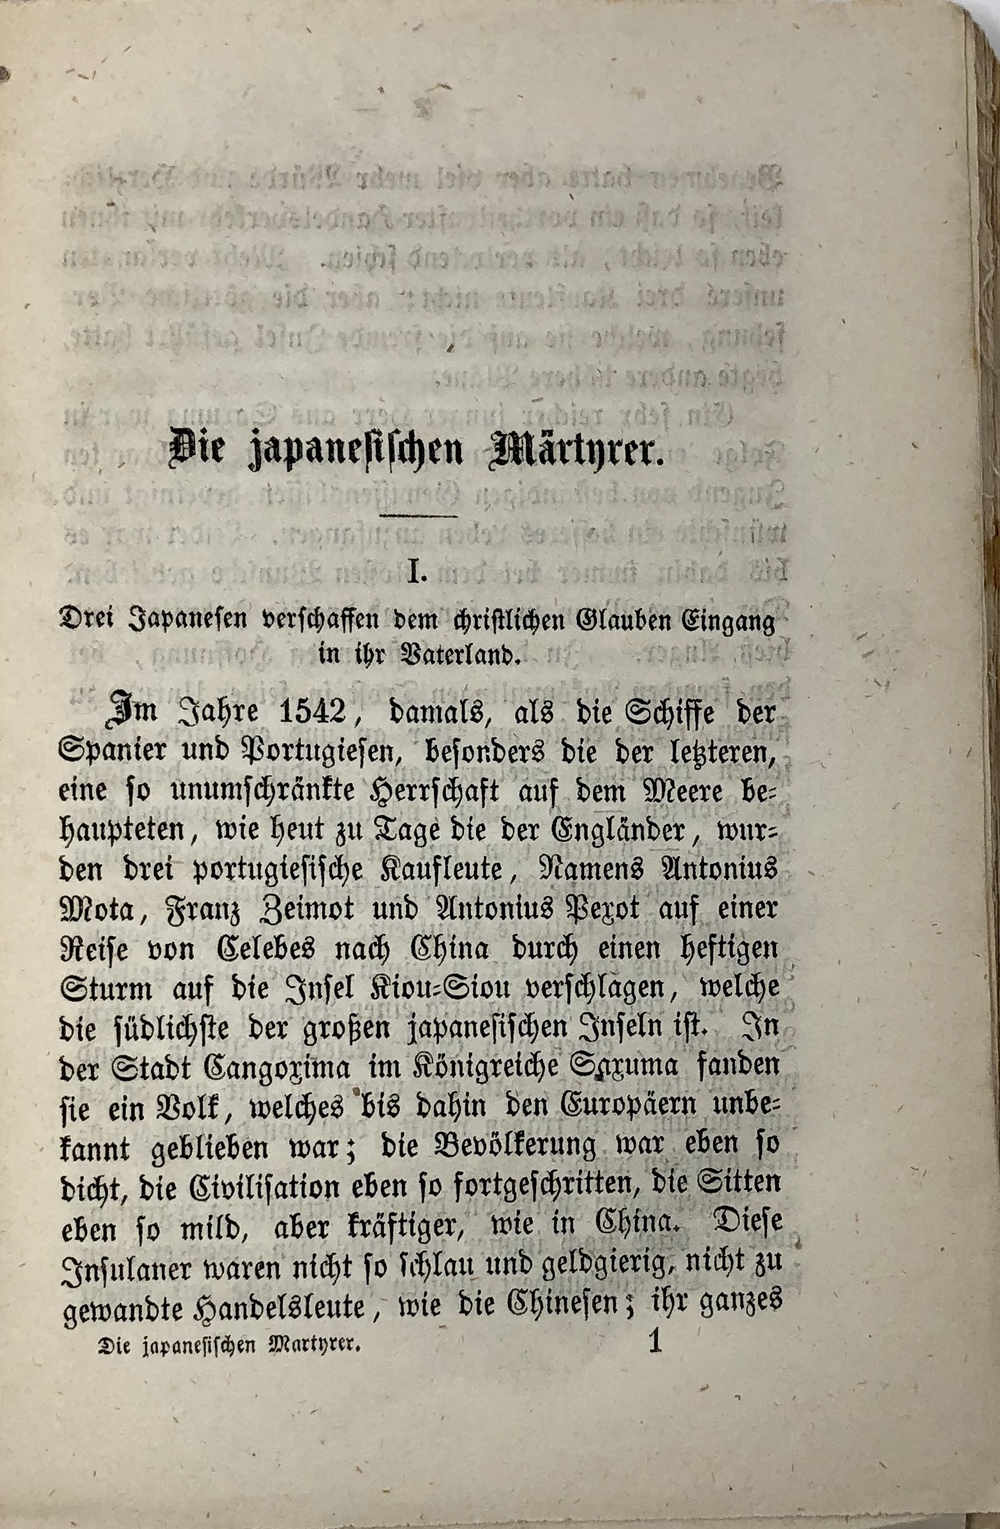 Die japanesischen Märtyrer.
I.
Drei Japanesen verschaffen dem christlichen Glauben Eingang
in ihr Vaterland.
Im Jahre 1542, damals, als die Schiffe der
Spanier und Portugiesen, besonders die der letzteren,
eine so unumschränkte Herrschaft auf dem Meere be-
haupteten, wie heut zu Tage die der Engländer, wur-
den drei portugiesische Kaufleute, Namens Antonius
Mota, Franz Zeimot und Antonius Pexot auf einer
Reise von Celebes nach China durch einen heftigen
Sturm auf die Insel Kiou-Siou verschlagen, welche
die südlichste der großen japanesischen Inseln ist. In
der Stadt Cangoxima im Königreiche Saxuma fanden
sie ein Volk, welches bis dahin den Europäern unbe-
kannt geblieben war; die Bevölkerung war eben so
dicht, die Civilisation eben so fortgeschritten, die Sitten
eben so mild, aber kräftiger, wie in China. Diese
Insulaner waren nicht so schlau und geldgierig, nicht zu
gewandte Handelsleute, wie die Chinesen; ihr ganzes
Die japanesischen Martyrer. 1